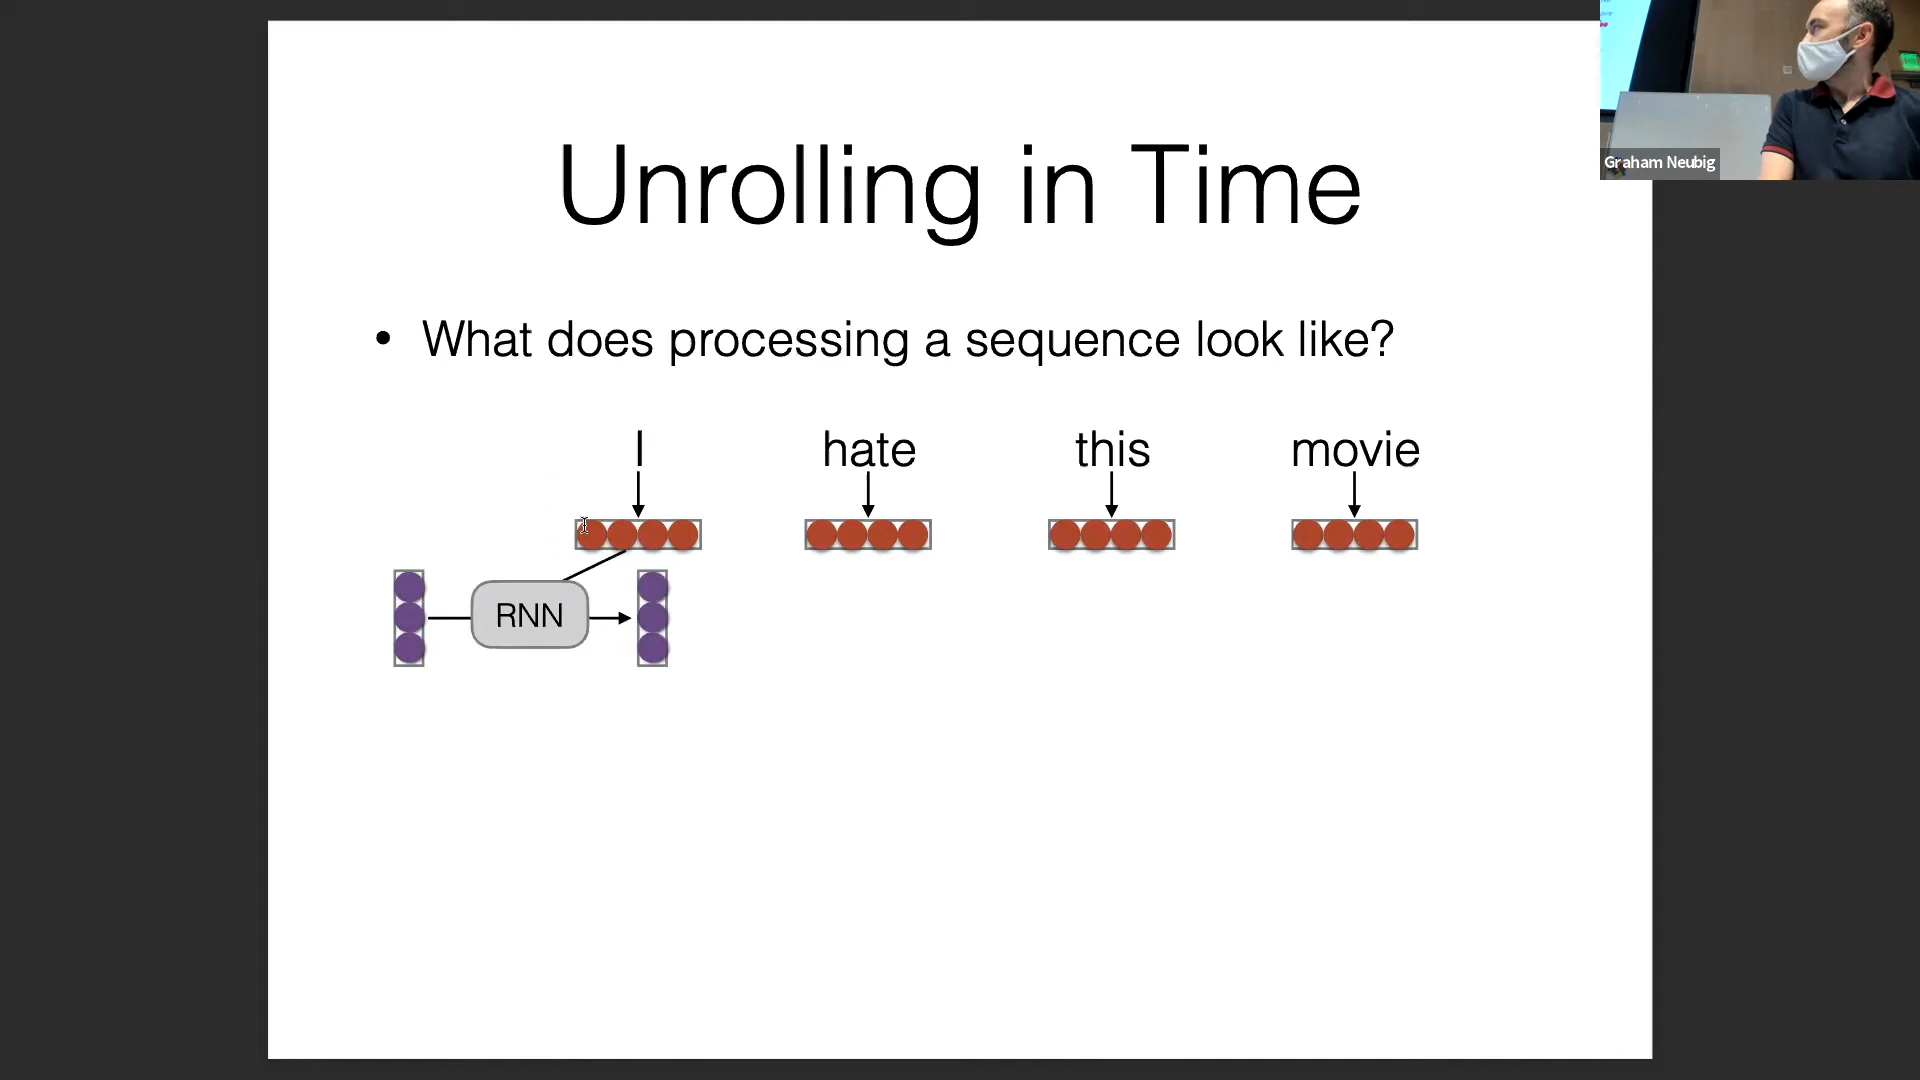 Unrolling in Time
• What does processing a sequence look like?
I hate this movie
RNN
Graham Neubig